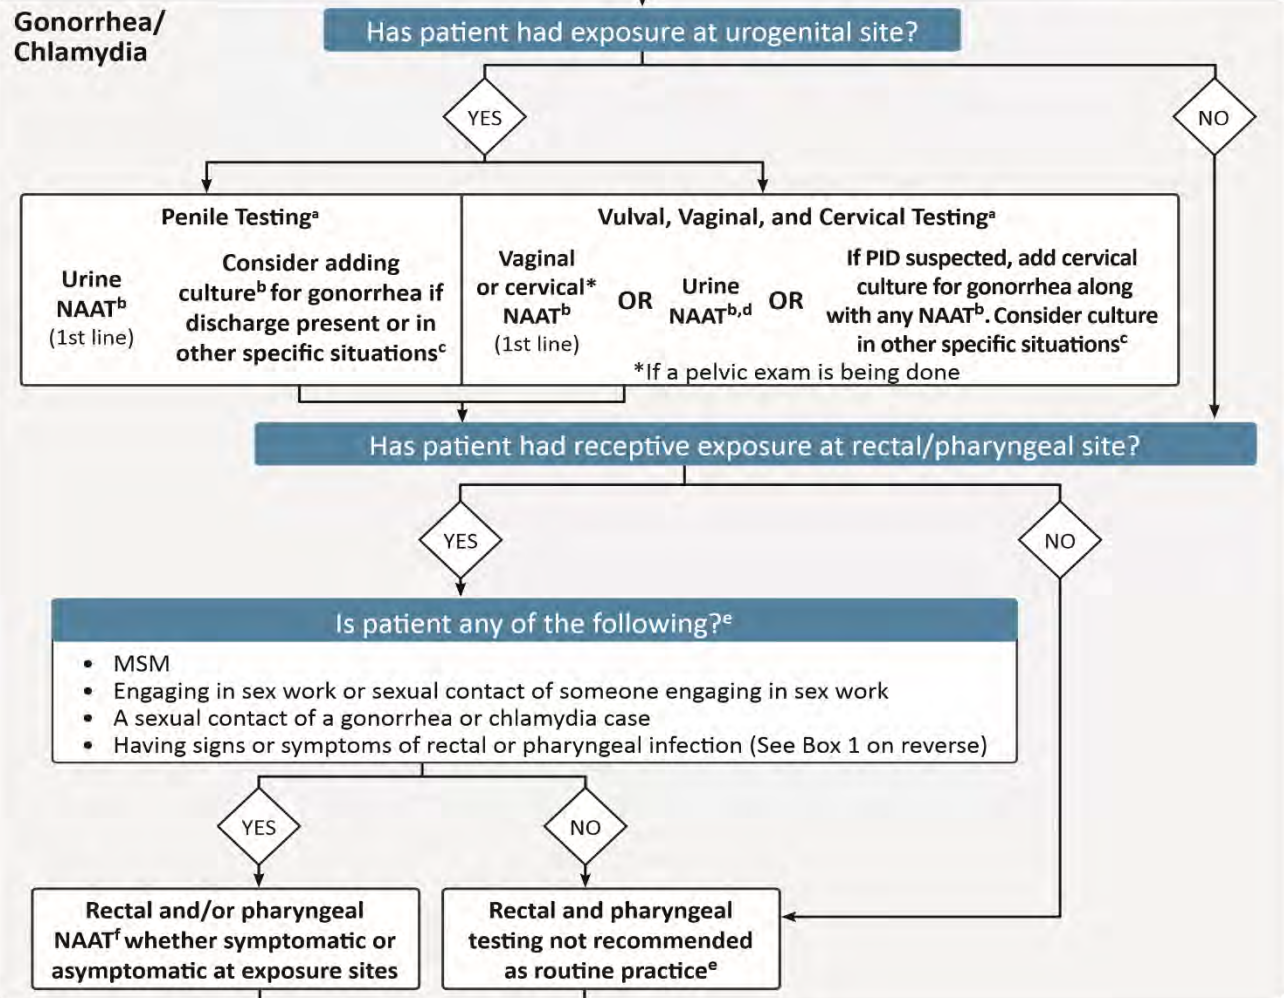 Gonorrhea/
Chlamydia
Has patient had exposure at urogenital site?
YES
NO
Penile Testingᵃ
Urine
NAATᵇ
(1st line)
Consider adding
cultureᵇ for gonorrhea if
discharge present or in
other specific situationsᶜ
Vulval, Vaginal, and Cervical Testingᵃ
Vaginal
or cervical*
NAATᵇ
(1st line)
OR
Urine
NAATᵇ,ᵈ
OR
If PID suspected, add cervical
culture for gonorrhea along
with any NAATᵇ. Consider culture
in other specific situationsᶜ
*If a pelvic exam is being done
Has patient had receptive exposure at rectal/pharyngeal site?
YES
NO
Is patient any of the following?ᵉ
• MSM
• Engaging in sex work or sexual contact of someone engaging in sex work
• A sexual contact of a gonorrhea or chlamydia case
• Having signs or symptoms of rectal or pharyngeal infection (See Box 1 on reverse)
YES
NO
Rectal and/or pharyngeal
NAATᶠ whether symptomatic or
asymptomatic at exposure sites
Rectal and pharyngeal
testing not recommended
as routine practiceᵉ